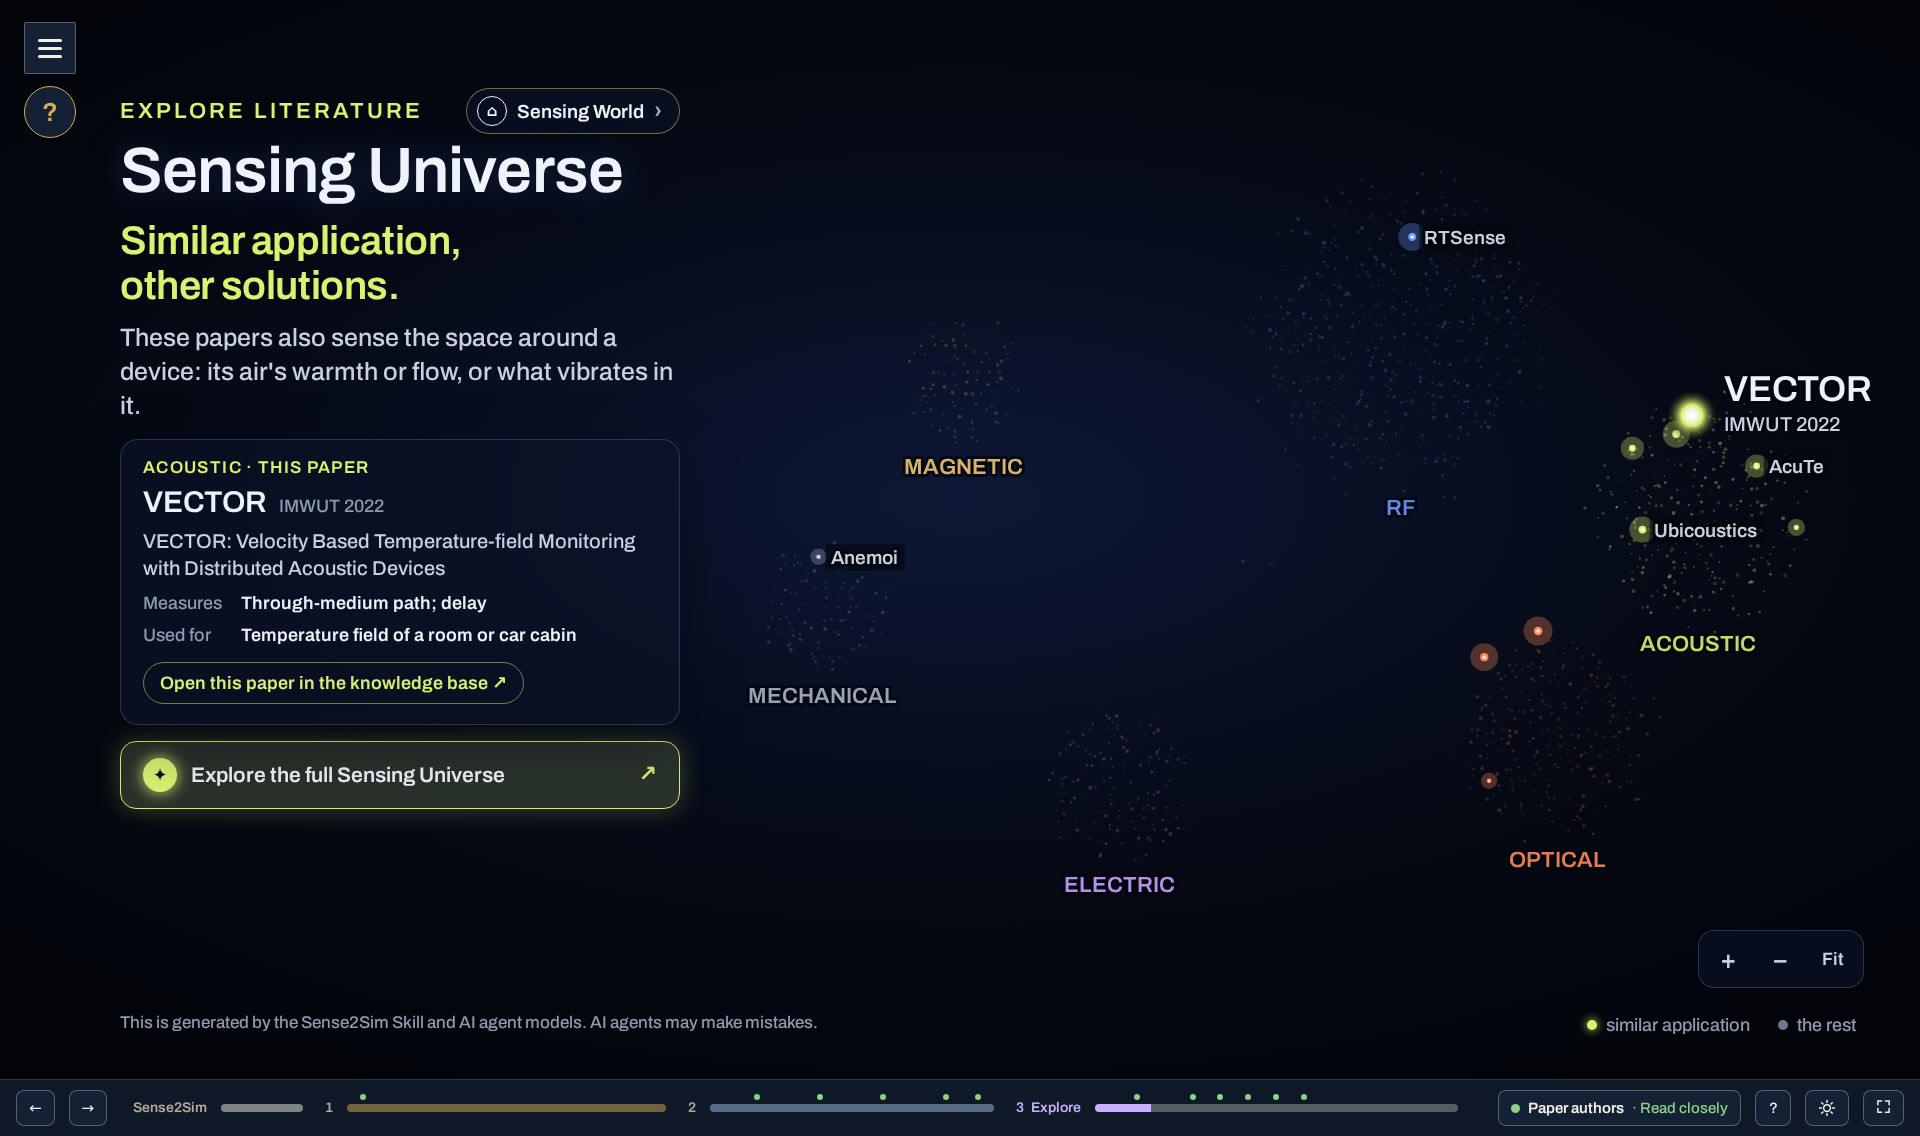 ?
EXPLORE LITERATURE
Sensing World ›
Sensing Universe
Similar application,
other solutions.
These papers also sense the space around a
device: its air's warmth or flow, or what vibrates in
it.
ACOUSTIC · THIS PAPER
VECTOR IMWUT 2022
VECTOR: Velocity Based Temperature-field Monitoring
with Distributed Acoustic Devices
Measures Through-medium path; delay
Used for Temperature field of a room or car cabin
Open this paper in the knowledge base ↗
Explore the full Sensing Universe ↗
RTSense
VECTOR
IMWUT 2022
AcuTe
MAGNETIC
RF
Ubicoustics
Anemoi
ACOUSTIC
MECHANICAL
OPTICAL
ELECTRIC
+ − Fit
This is generated by the Sense2Sim Skill and AI agent models. AI agents may make mistakes.
similar application the rest
← → Sense2Sim 1 2 3 Explore Paper authors · Read closely ?